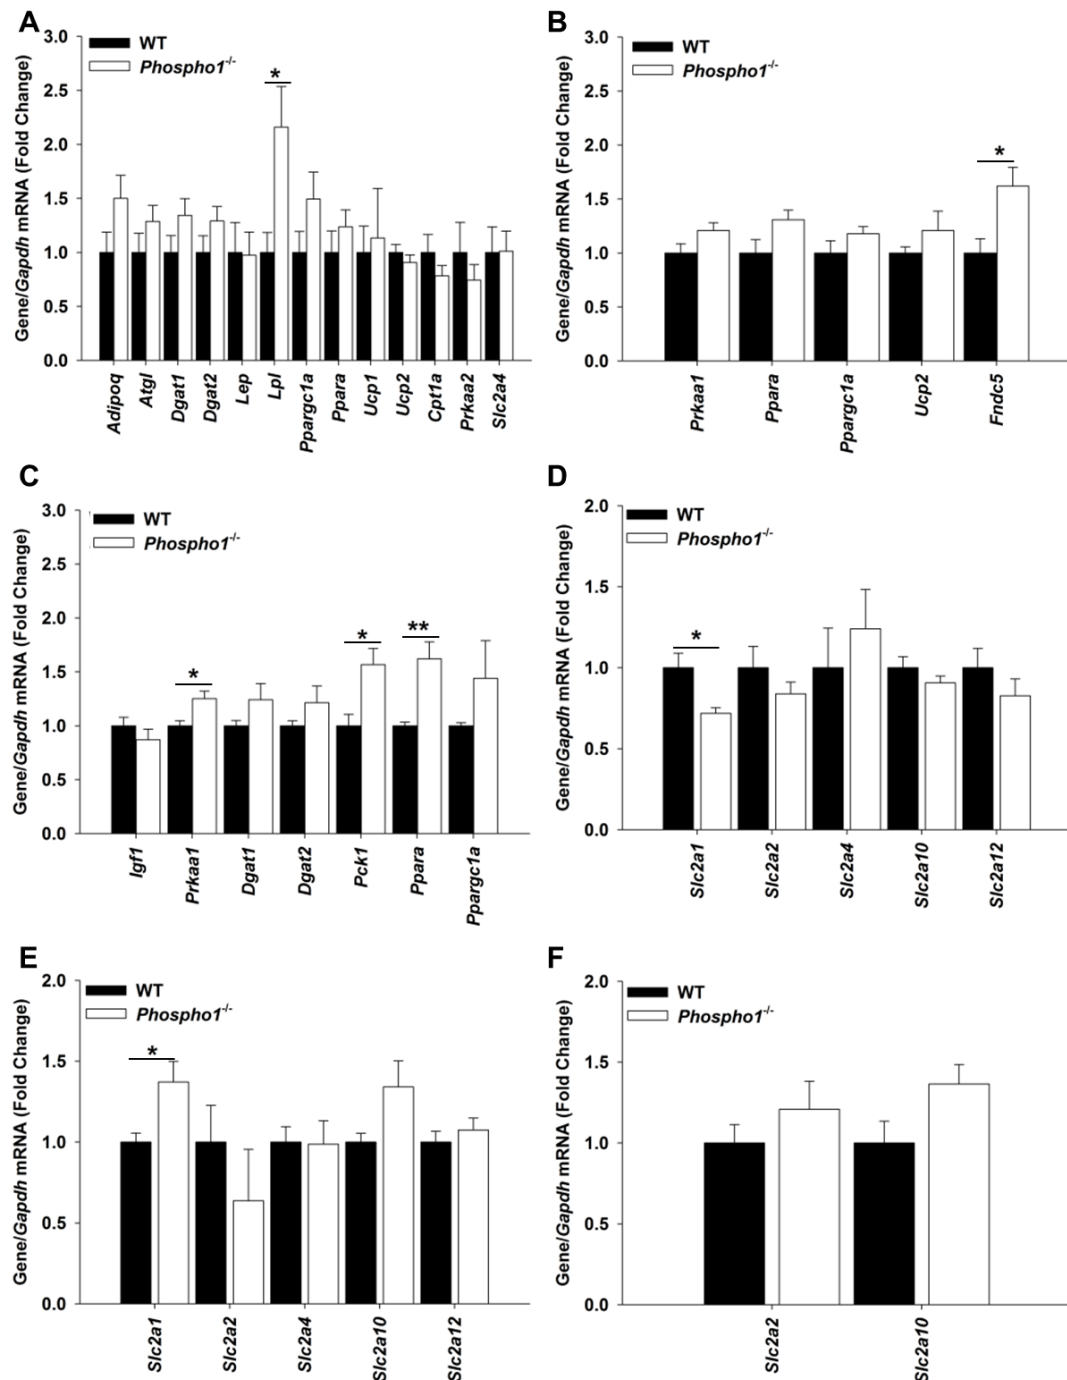 A
Gene/Gapdh mRNA (Fold Change)
3.0
2.5
2.0
1.5
1.0
0.5
0.0
WT
Phospho1-/-
*
Adipoq
Atgl
Dgat1
Dgat2
Lep
Lpl
Ppargc1a
Ppara
Ucp1
Ucp2
Cpt1a
Prkaa2
Slc2a4
B
Gene/Gapdh mRNA (Fold Change)
3.0
2.5
2.0
1.5
1.0
0.5
0.0
WT
Phospho1-/-
*
Prkaa1
Ppara
Ppargc1a
Ucp2
Fndc5
C
Gene/Gapdh mRNA (Fold Change)
3.0
2.5
2.0
1.5
1.0
0.5
0.0
WT
Phospho1-/-
*
*
**
Igf1
Prkaa1
Dgat1
Dgat2
Pck1
Ppara
Ppargc1a
D
Gene/Gapdh mRNA (Fold Change)
2.0
1.5
1.0
0.5
0.0
WT
Phospho1-/-
*
Slc2a1
Slc2a2
Slc2a4
Slc2a10
Slc2a12
E
Gene/Gapdh mRNA (Fold Change)
2.0
1.5
1.0
0.5
0.0
WT
Phospho1-/-
*
Slc2a1
Slc2a2
Slc2a4
Slc2a10
Slc2a12
F
Gene/Gapdh mRNA (Fold Change)
2.0
1.5
1.0
0.5
0.0
WT
Phospho1-/-
Slc2a2
Slc2a10